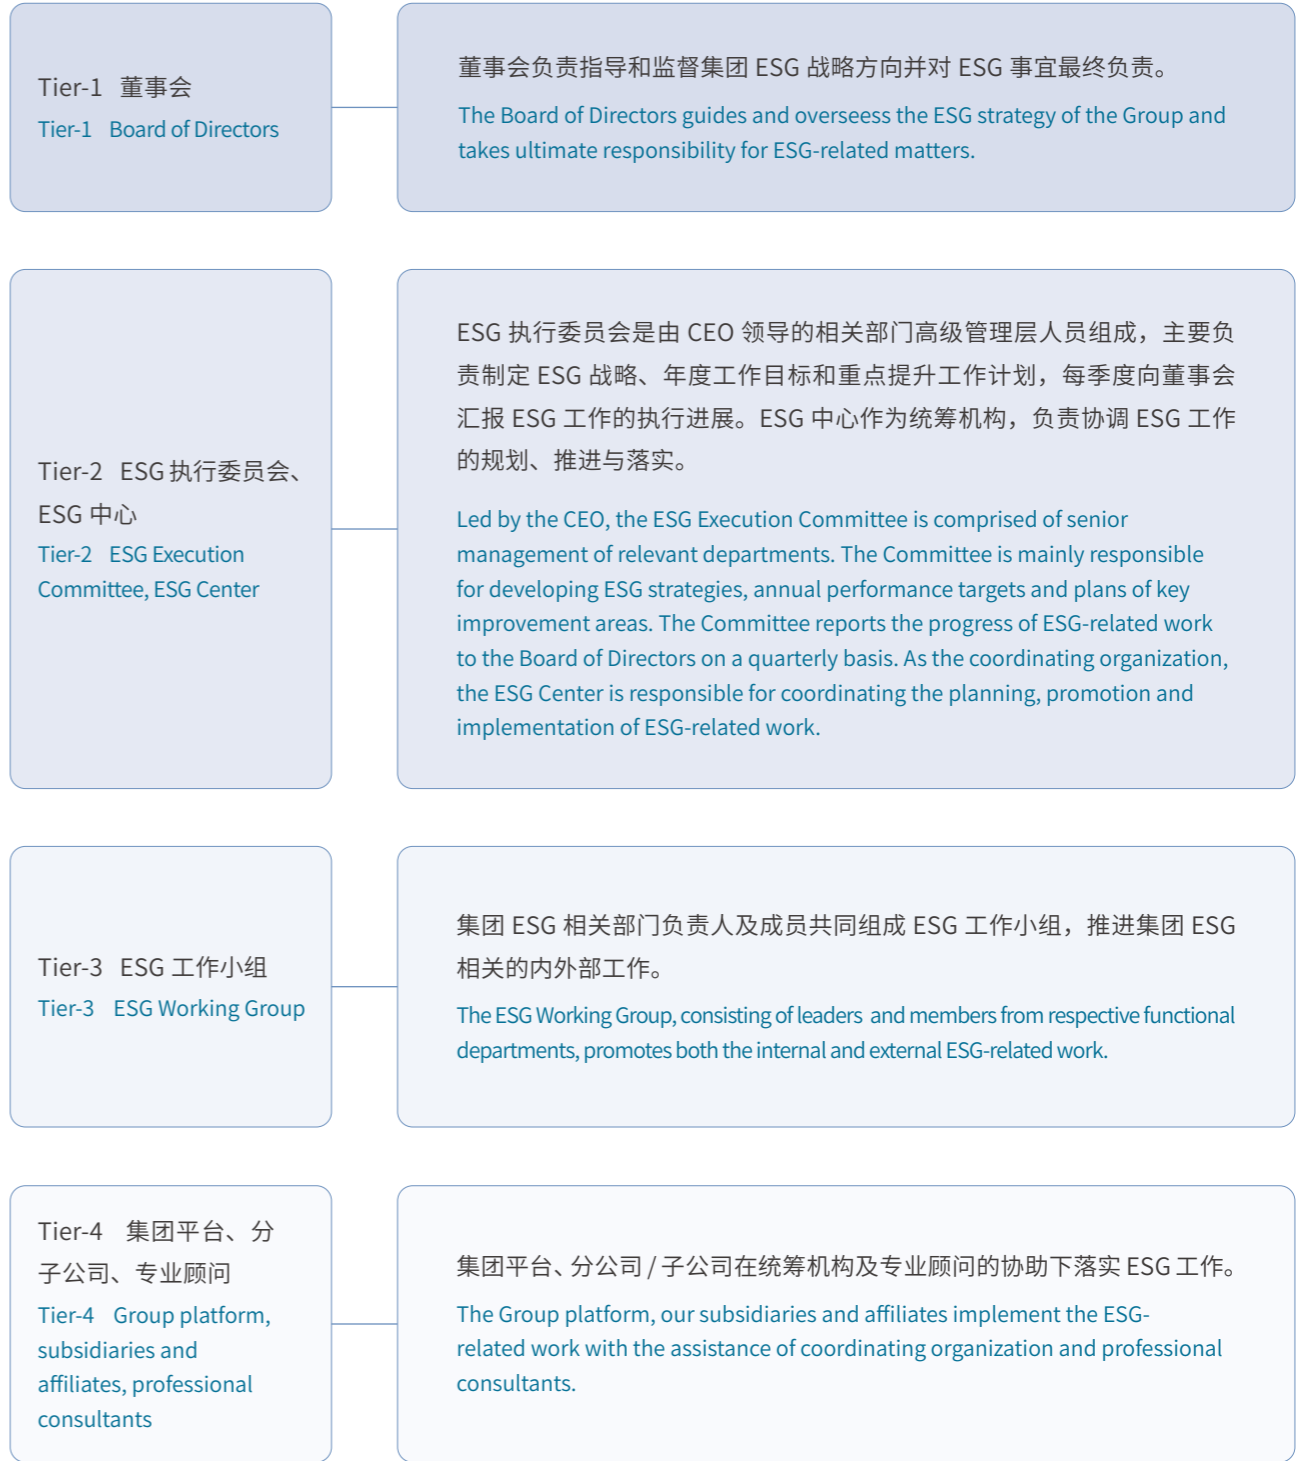 Tier-1 董事会
Tier-1 Board of Directors
董事会负责指导和监督集团 ESG 战略方向并对 ESG 事宜最终负责。
The Board of Directors guides and overseess the ESG strategy of the Group and
takes ultimate responsibility for ESG-related matters.
Tier-2 ESG 执行委员会、
ESG 中心
Tier-2 ESG Execution
Committee, ESG Center
ESG 执行委员会是由 CEO 领导的相关部门高级管理层人员组成，主要负
责制定 ESG 战略、年度工作目标和重点提升工作计划，每季度向董事会
汇报 ESG 工作的执行进展。ESG 中心作为统筹机构，负责协调 ESG 工作
的规划、推进与落实。
Led by the CEO, the ESG Execution Committee is comprised of senior
management of relevant departments. The Committee is mainly responsible
for developing ESG strategies, annual performance targets and plans of key
improvement areas. The Committee reports the progress of ESG-related work
to the Board of Directors on a quarterly basis. As the coordinating organization,
the ESG Center is responsible for coordinating the planning, promotion and
implementation of ESG-related work.
Tier-3 ESG 工作小组
Tier-3 ESG Working Group
集团 ESG 相关部门负责人及成员共同组成 ESG 工作小组，推进集团 ESG
相关的内外部工作。
The ESG Working Group, consisting of leaders and members from respective functional
departments, promotes both the internal and external ESG-related work.
Tier-4 集团平台、分
子公司、专业顾问
Tier-4 Group platform,
subsidiaries and
affiliates, professional
consultants
集团平台、分公司 / 子公司在统筹机构及专业顾问的协助下落实 ESG 工作。
The Group platform, our subsidiaries and affiliates implement the ESG-
related work with the assistance of coordinating organization and professional
consultants.